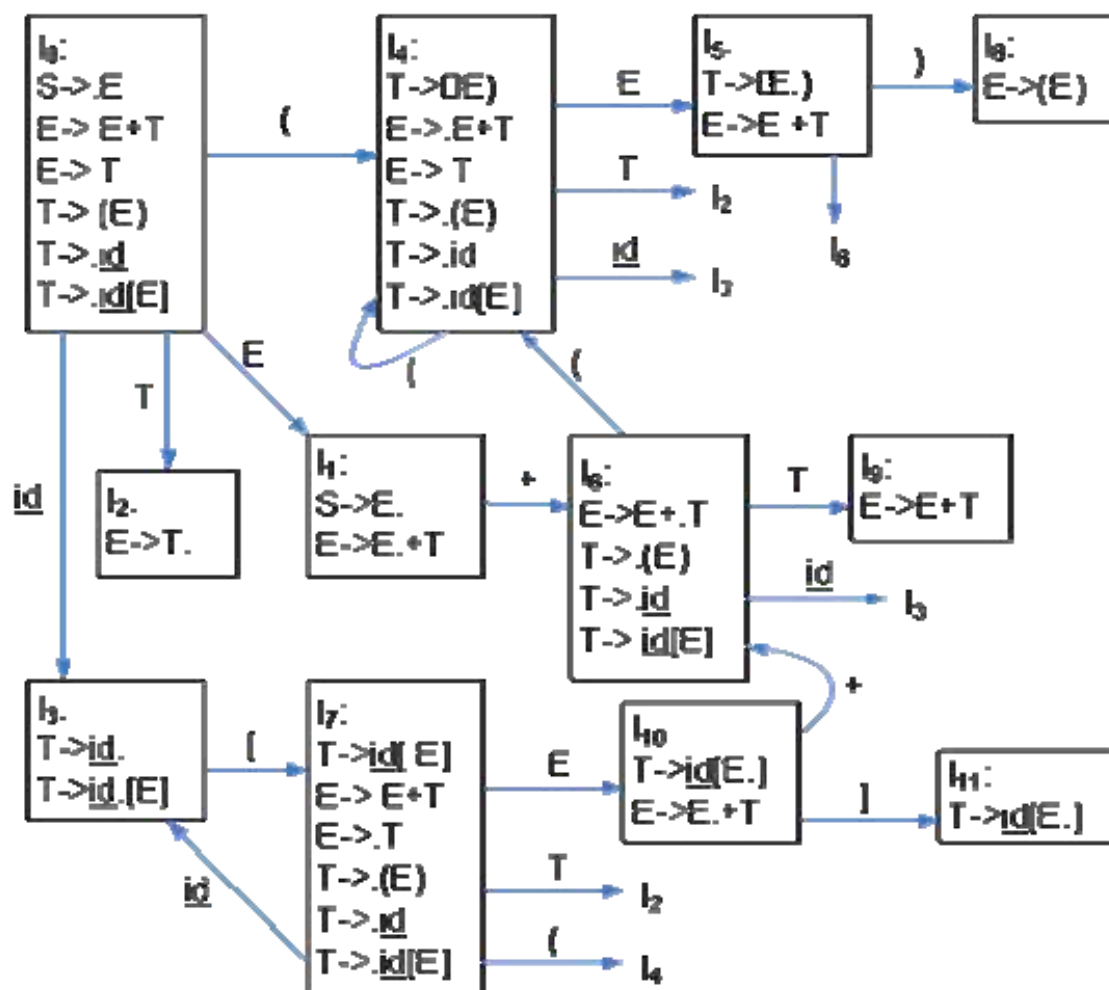 I₀:
S->.E
E-> E+T
E-> T
T-> (E)
T->.id
T->.id[E]
(
I₄:
T->(E)
E->.E+T
E-> T
T->.(E)
T->.id
T->.id[E]
E
T
I₂
id
I₃
(
I₅.
T->(E.)
E->E +T
)
I₈:
E->(E)
I₆
id
T
E
(
I₂.
E->T.
I₁:
S->E.
E->E.+T
+
I₆:
E->E+.T
T->.(E)
T->.id
T-> id[E]
T
I₉:
E->E+T
id
I₃
+
I₃.
T->id.
T->id.[E]
[
id
I₇:
T->id[ E]
E-> E+T
E->.T
T->.(E)
T->.id
T->.id[E]
E
T
I₂
(
I₄
I₁₀
T->id[E.]
E->E.+T
]
I₁₁:
T->id[E.]